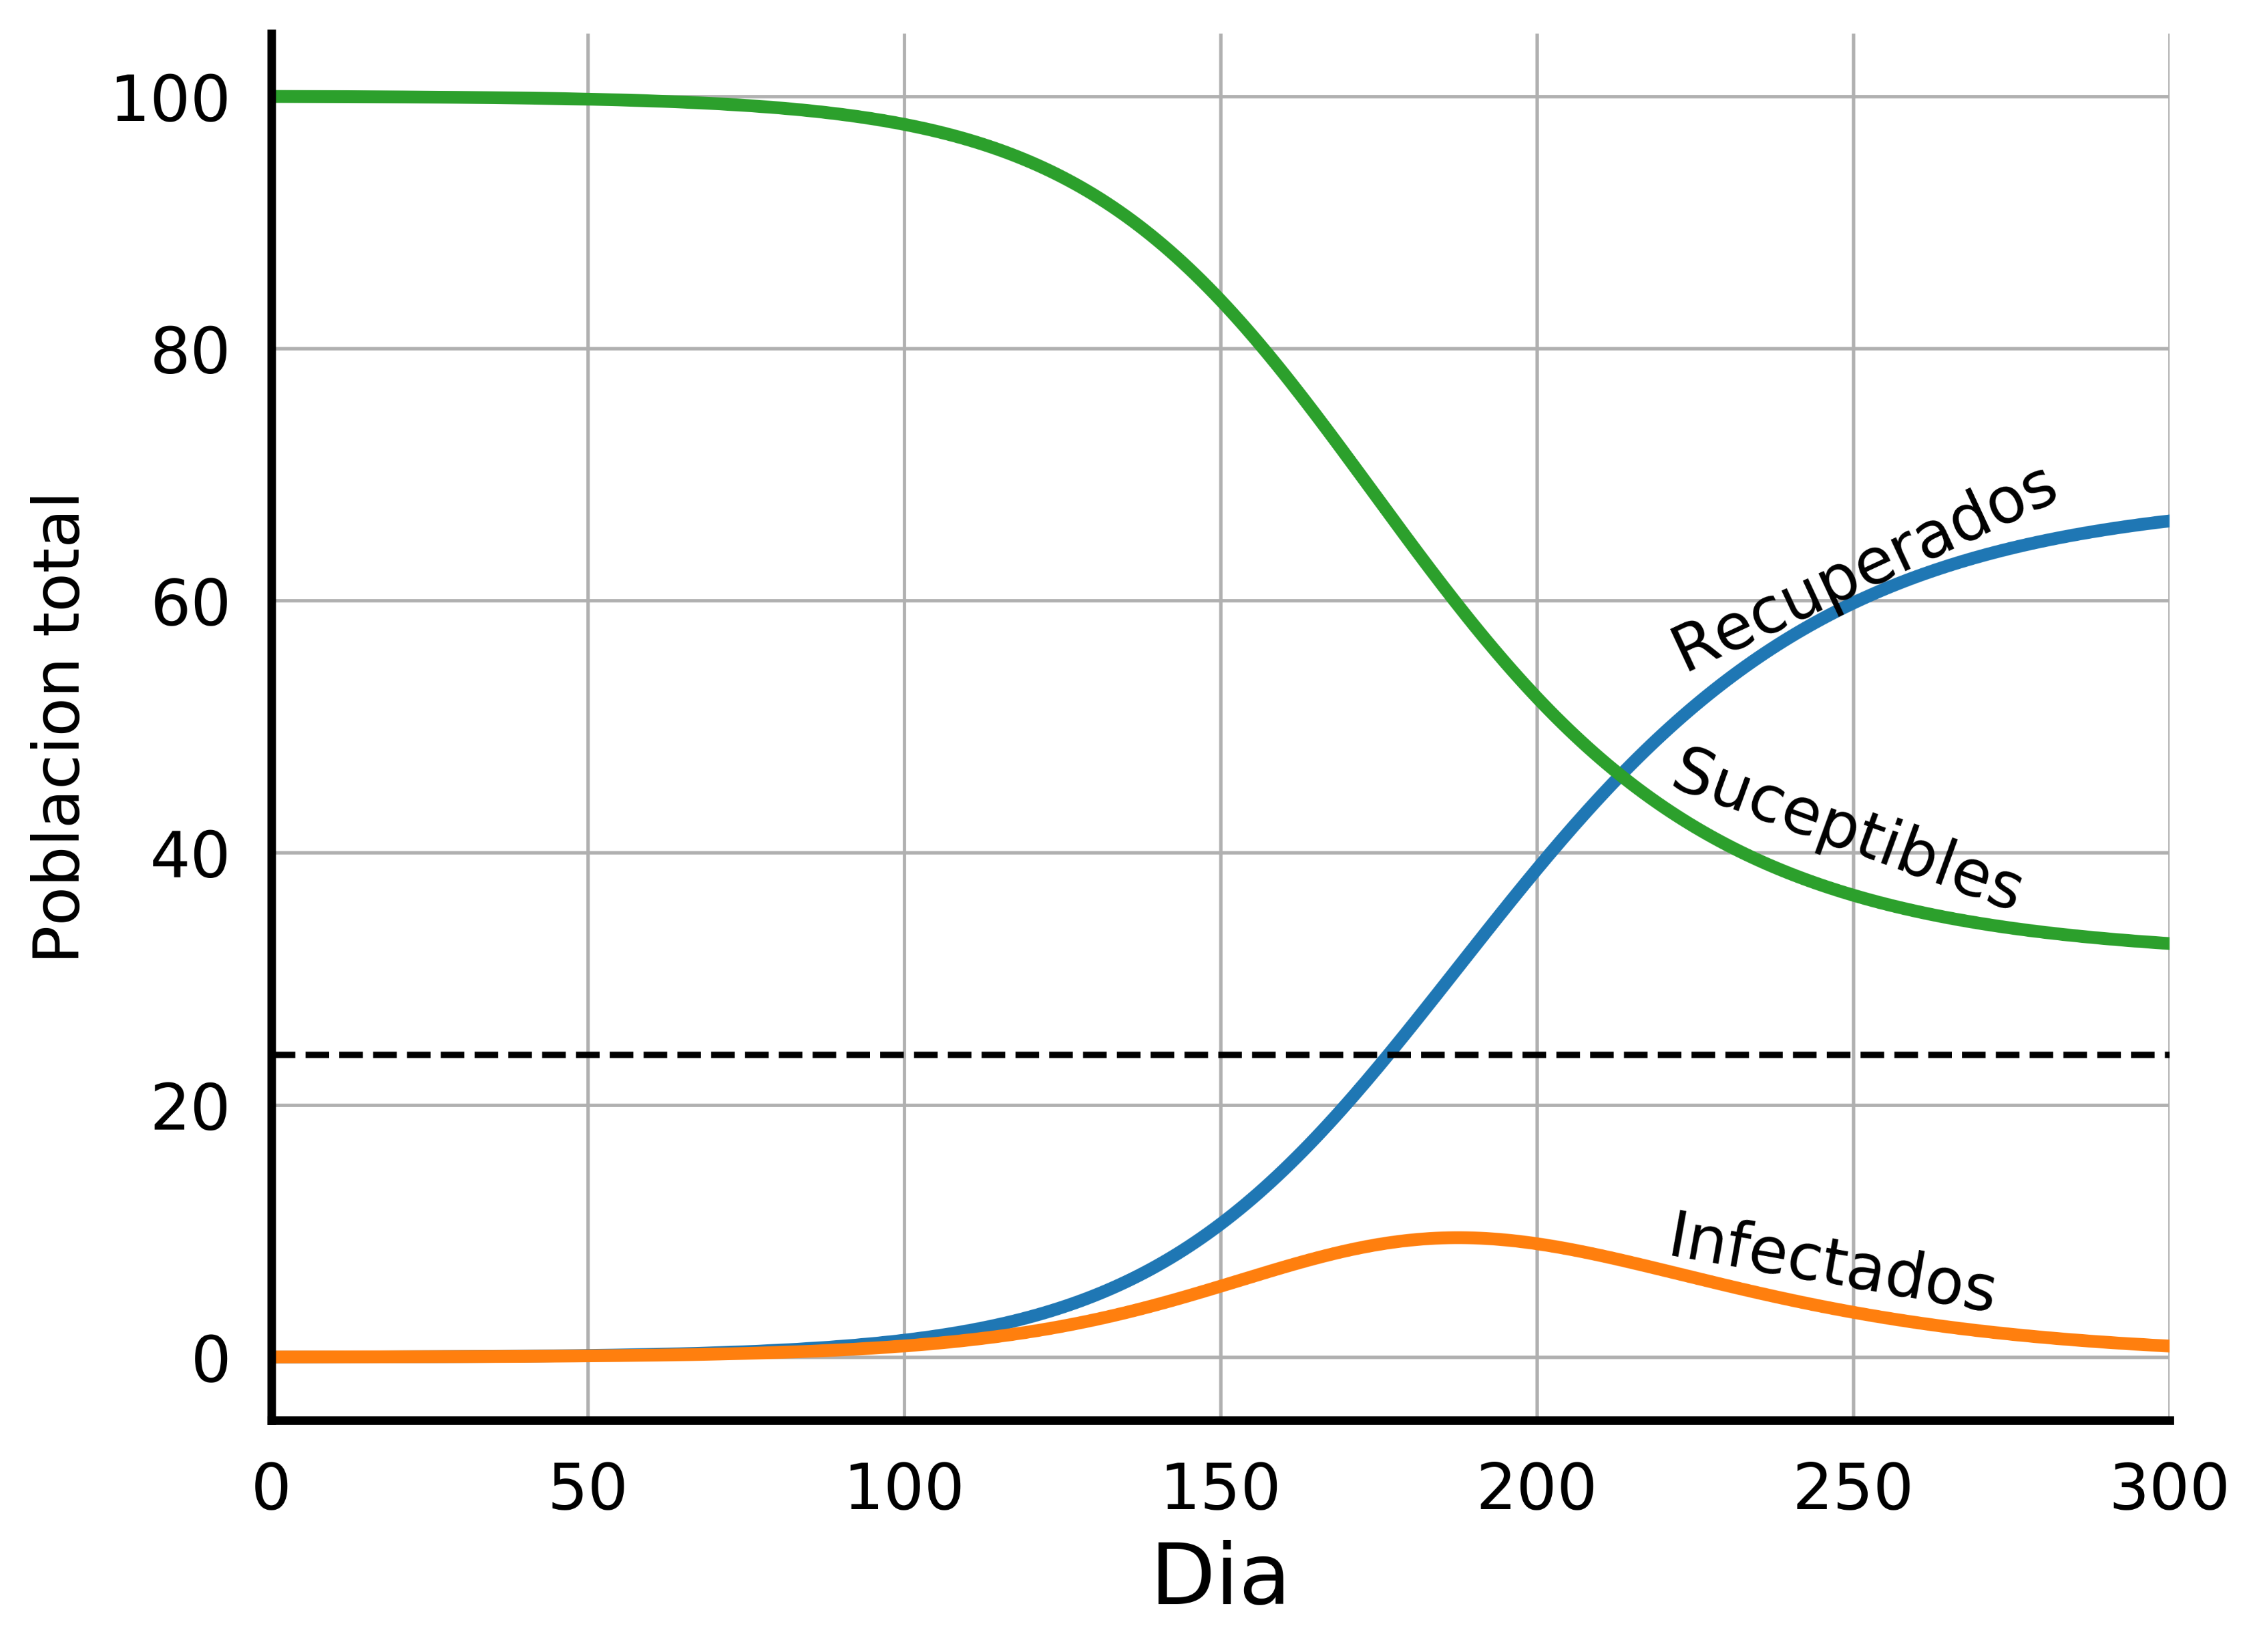 100
80
60
40
20
0
Poblacion total
Recuperados
Suceptibles
Infectados
0 50 100 150 200 250 300
Dia